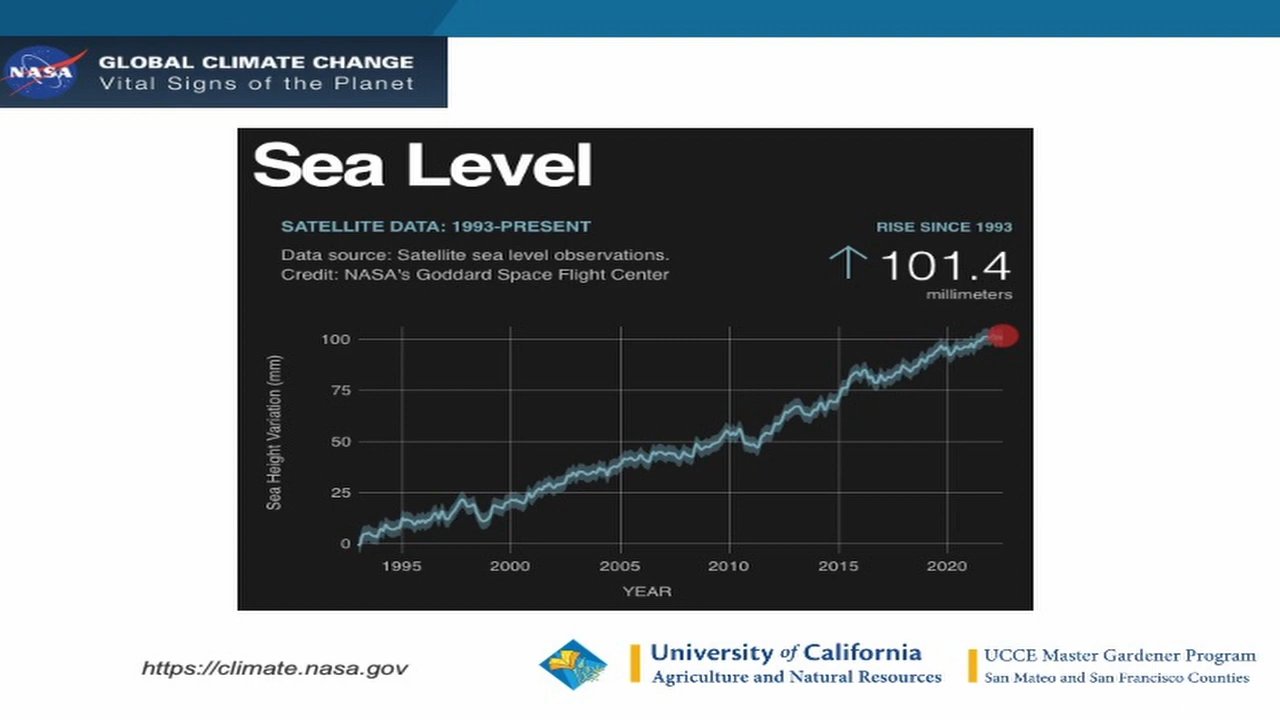 NASA
GLOBAL CLIMATE CHANGE
Vital Signs of the Planet
Sea Level
SATELLITE DATA: 1993-PRESENT
Data source: Satellite sea level observations.
Credit: NASA's Goddard Space Flight Center
RISE SINCE 1993
↑ 101.4
millimeters
Sea Height Variation (mm)
100
75
50
25
0
1995 2000 2005 2010 2015 2020
YEAR
https://climate.nasa.gov
University of California
Agriculture and Natural Resources
UCCE Master Gardener Program
San Mateo and San Francisco Counties